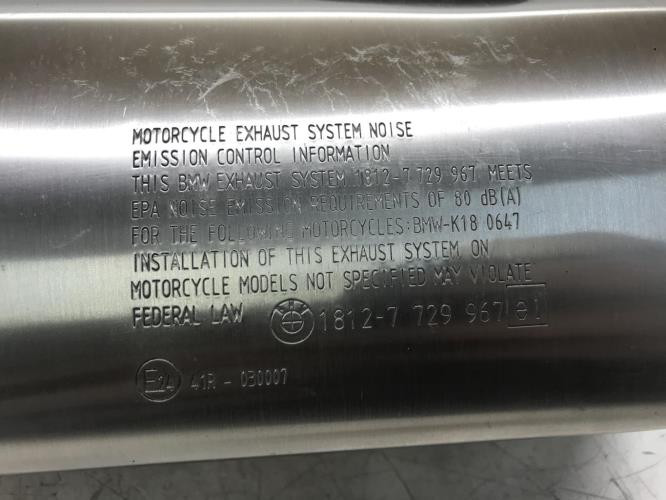 MOTORCYCLE EXHAUST SYSTEM NOISE
EMISSION CONTROL INFORMATION
THIS BMW EXHAUST SYSTEM 1812-7 729 967 MEETS
EPA NOISE EMISSION REQUIREMENTS OF 80 dB(A)
FOR THE FOLLOWING MOTORCYCLES:BMW-K18 0647
INSTALLATION OF THIS EXHAUST SYSTEM ON
MOTORCYCLE MODELS NOT SPECIFIED MAY VIOLATE
FEDERAL LAW 1812-7 729 967 e1
E24 41R - 030007